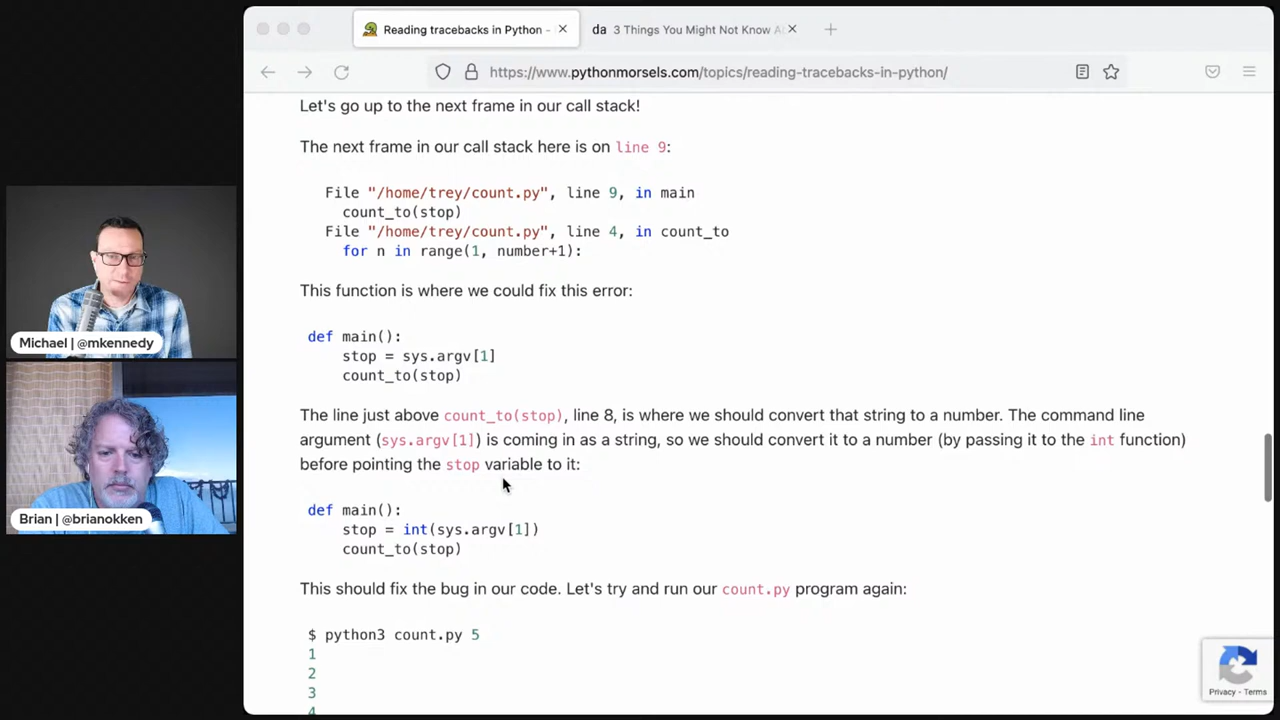 Reading tracebacks in Python -
da 3 Things You Might Not Know A
https://www.pythonmorsels.com/topics/reading-tracebacks-in-python/
Let's go up to the next frame in our call stack!
The next frame in our call stack here is on line 9:
File "/home/trey/count.py", line 9, in main
count_to(stop)
File "/home/trey/count.py", line 4, in count_to
for n in range(1, number+1):
This function is where we could fix this error:
def main():
stop = sys.argv[1]
count_to(stop)
The line just above count_to(stop), line 8, is where we should convert that string to a number. The command line
argument (sys.argv[1]) is coming in as a string, so we should convert it to a number (by passing it to the int function)
before pointing the stop variable to it:
def main():
stop = int(sys.argv[1])
count_to(stop)
This should fix the bug in our code. Let's try and run our count.py program again:
$ python3 count.py 5
1
2
3
4
Michael | @mkennedy
Brian | @brianokken
Privacy - Terms